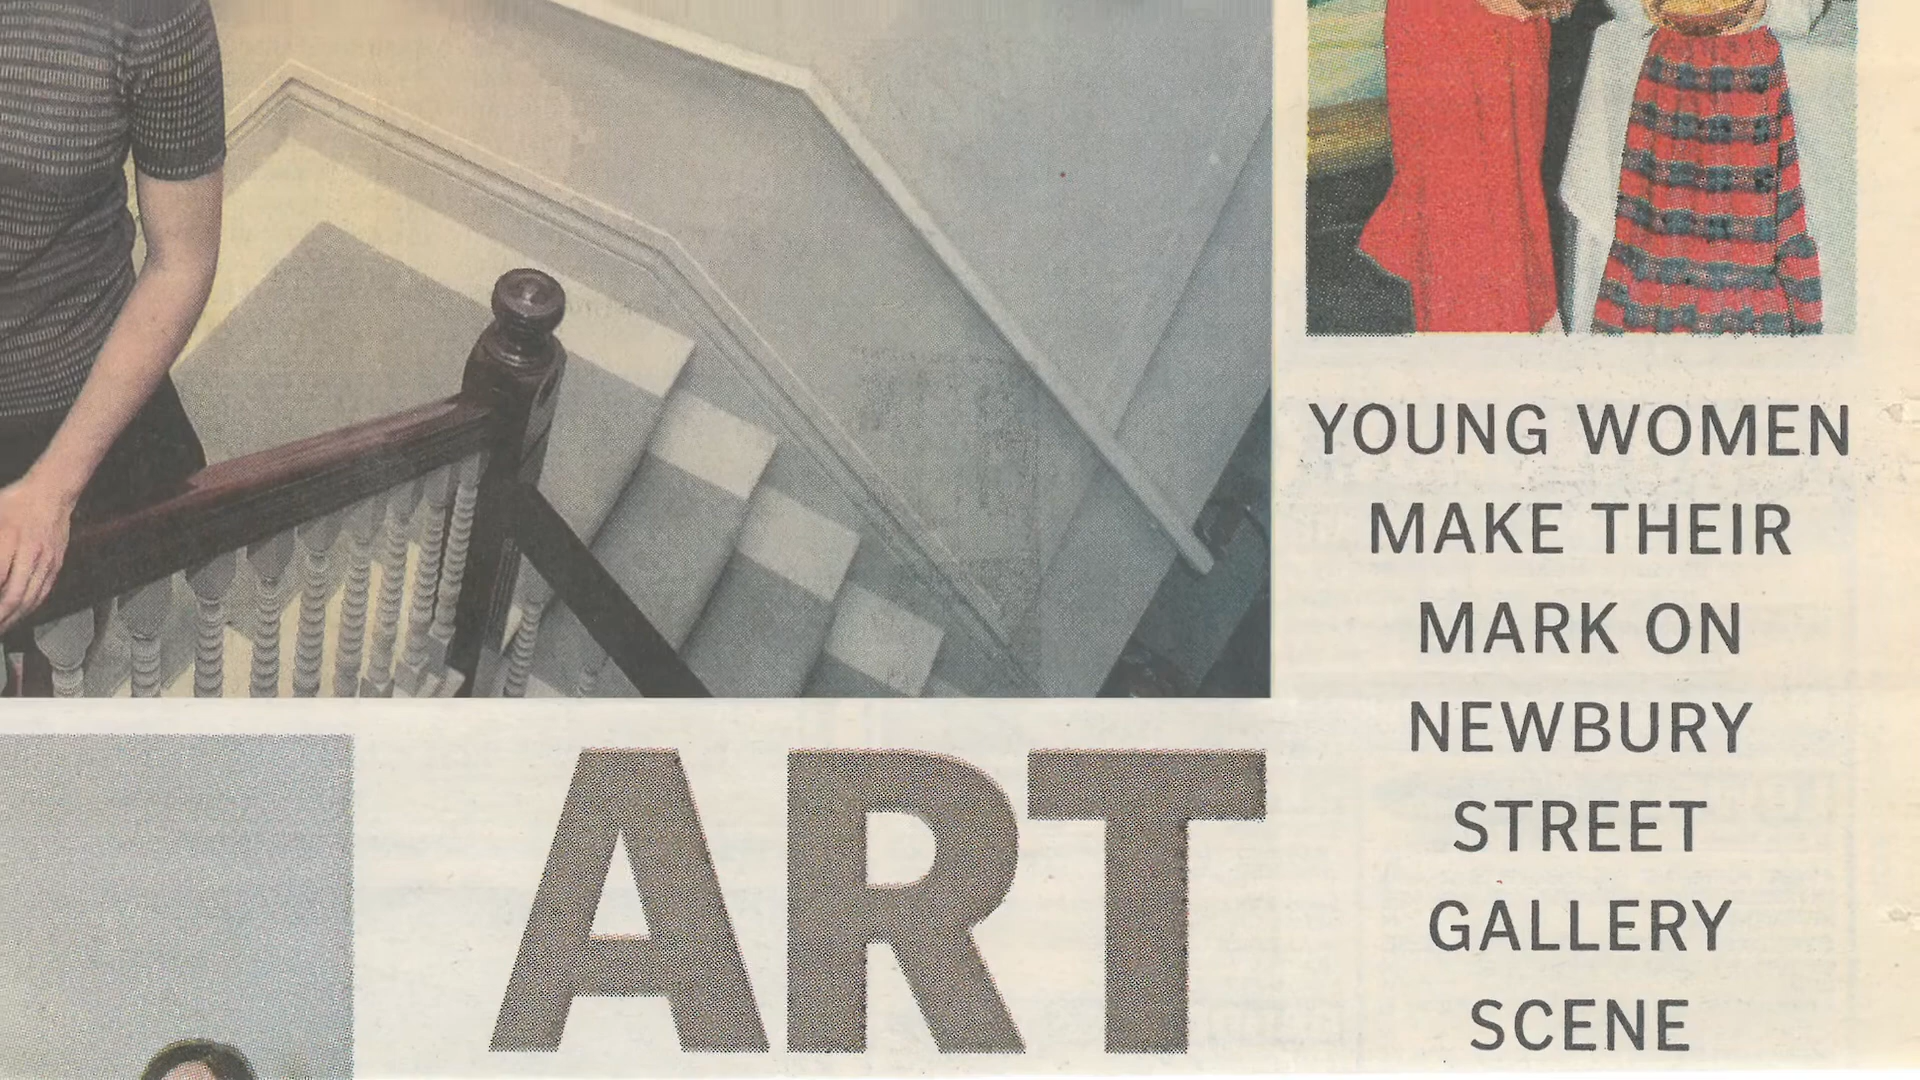 ART
YOUNG WOMEN
MAKE THEIR
MARK ON
NEWBURY
STREET
GALLERY
SCENE